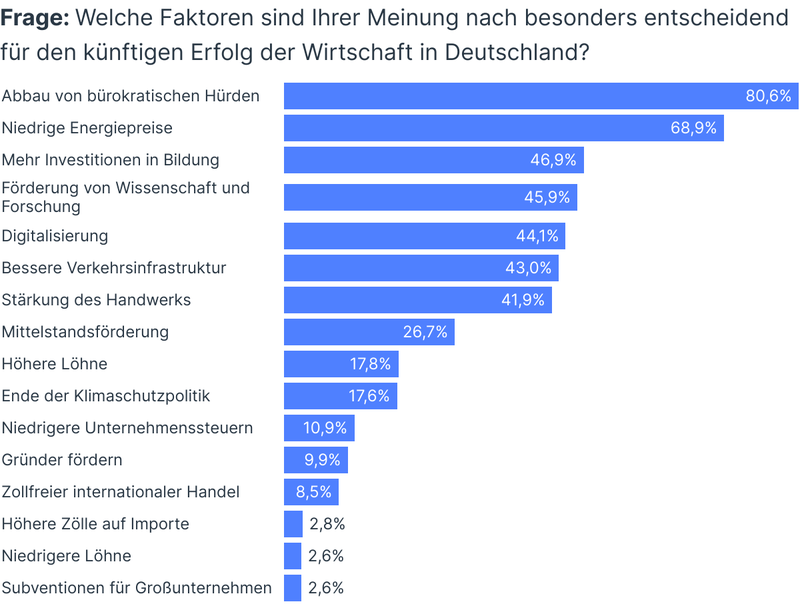 Frage: Welche Faktoren sind Ihrer Meinung nach besonders entscheidend
für den künftigen Erfolg der Wirtschaft in Deutschland?
Abbau von bürokratischen Hürden 80,6%
Niedrige Energiepreise 68,9%
Mehr Investitionen in Bildung 46,9%
Förderung von Wissenschaft und
Forschung 45,9%
Digitalisierung 44,1%
Bessere Verkehrsinfrastruktur 43,0%
Stärkung des Handwerks 41,9%
Mittelstandsförderung 26,7%
Höhere Löhne 17,8%
Ende der Klimaschutzpolitik 17,6%
Niedrigere Unternehmenssteuern 10,9%
Gründer fördern 9,9%
Zollfreier internationaler Handel 8,5%
Höhere Zölle auf Importe 2,8%
Niedrigere Löhne 2,6%
Subventionen für Großunternehmen 2,6%